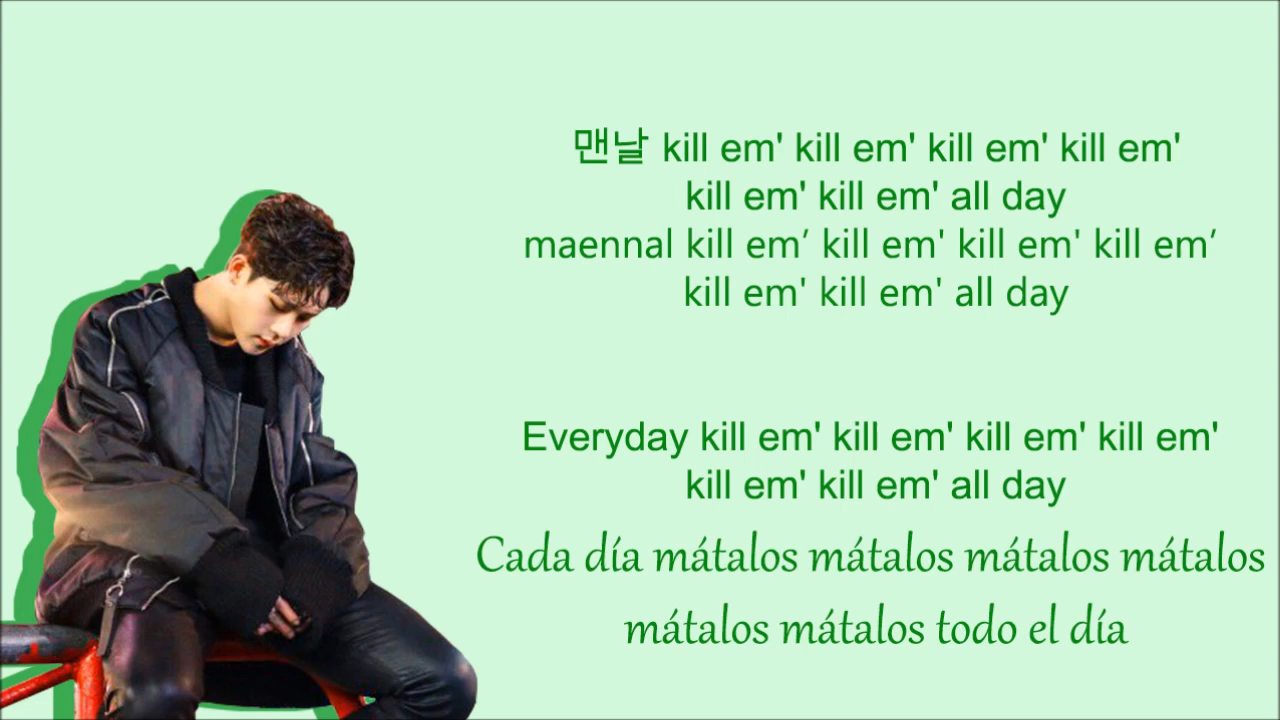 맨날 kill em' kill em' kill em' kill em'
kill em' kill em' all day
maennal kill em′ kill em' kill em' kill em′
kill em' kill em' all day
Everyday kill em' kill em' kill em' kill em'
kill em' kill em' all day
Cada día mátalos mátalos mátalos mátalos
mátalos mátalos todo el día